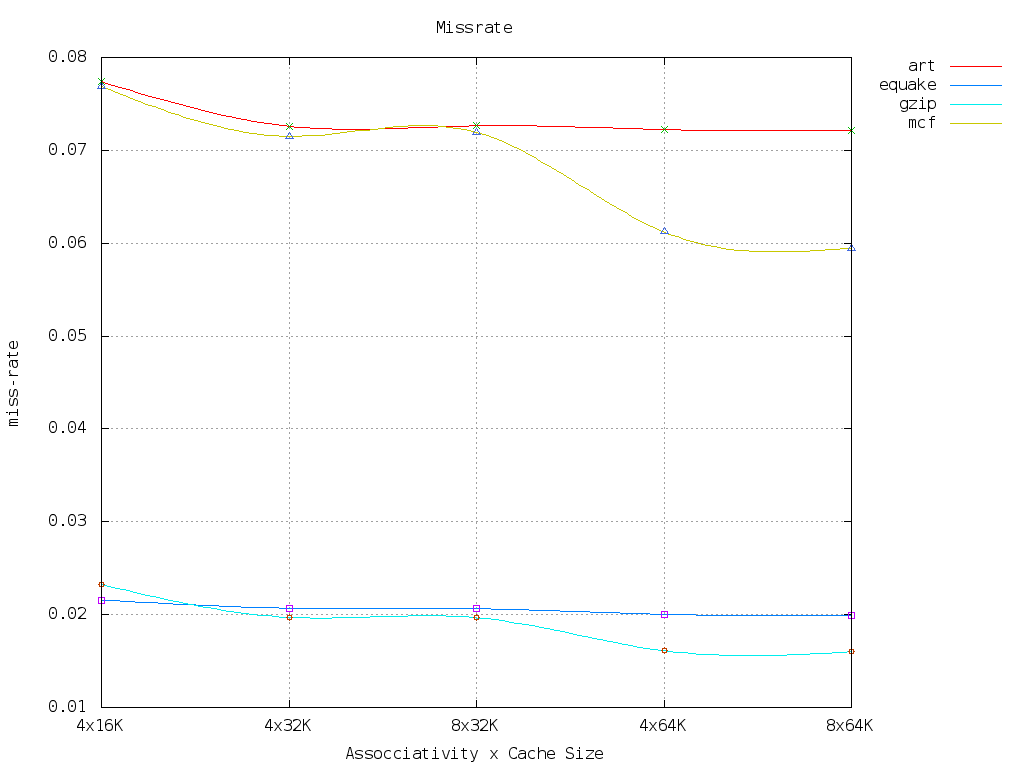 Missrate
0.08
0.07
0.06
0.05
0.04
0.03
0.02
0.01
miss-rate
4x16K
4x32K
8x32K
4x64K
8x64K
Assocciativity x Cache Size
art
equake
gzip
mcf